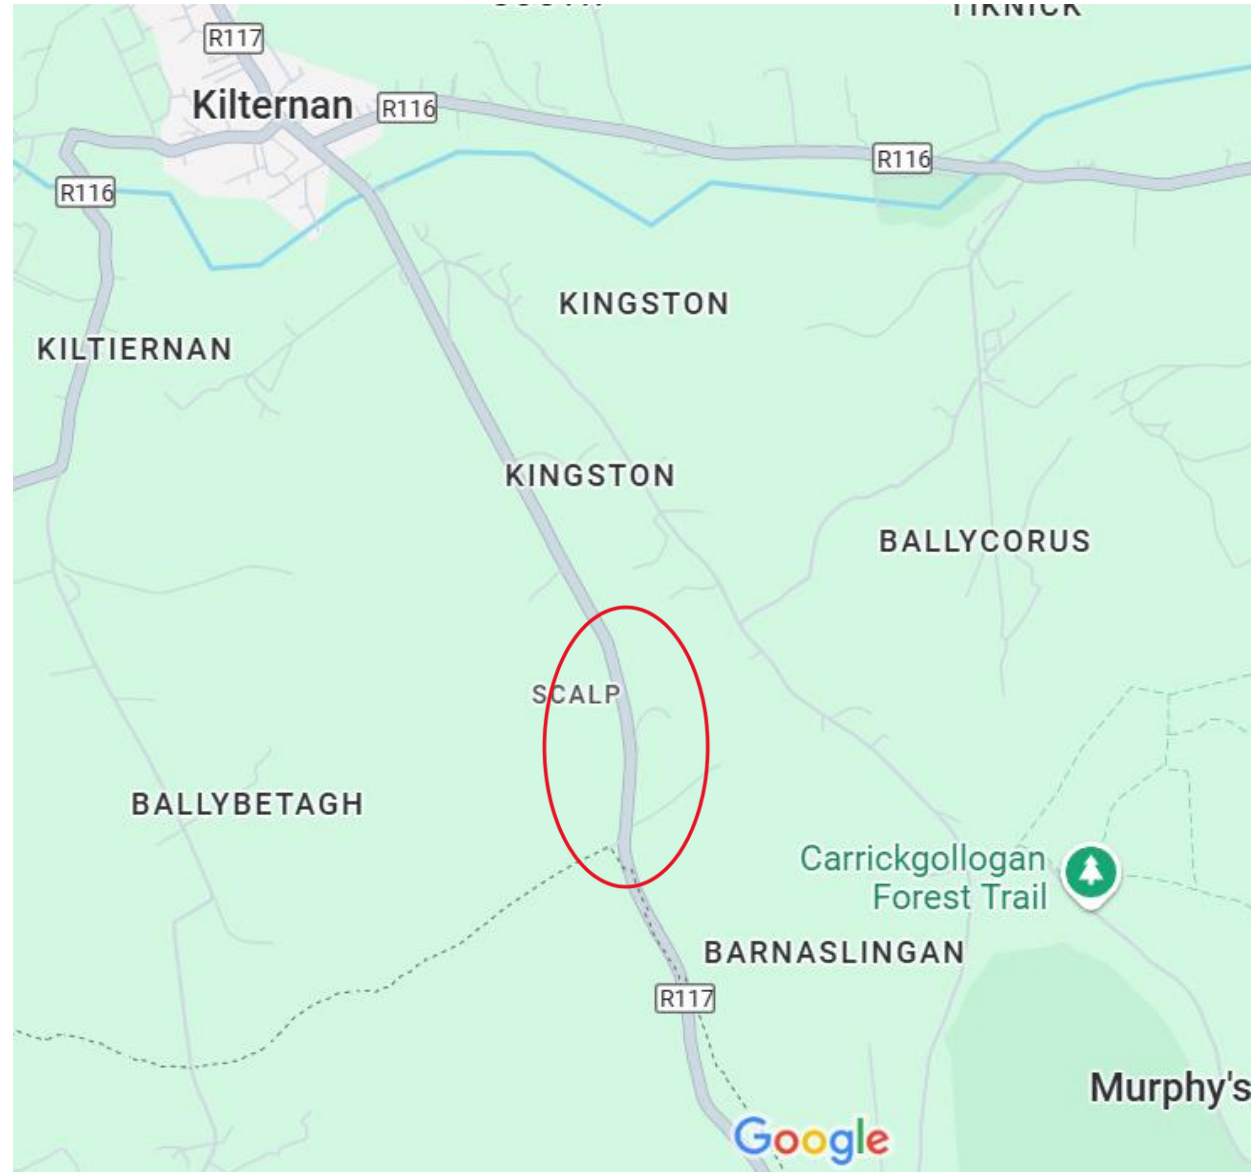 R117
Kilternan
R116
R116
R116
KINGSTON
KILTIERNAN
KINGSTON
BALLYCORUS
SCALP
BALLYBETAGH
Carrickgollogan
Forest Trail
BARNASLINGAN
R117
Murphy's
Google